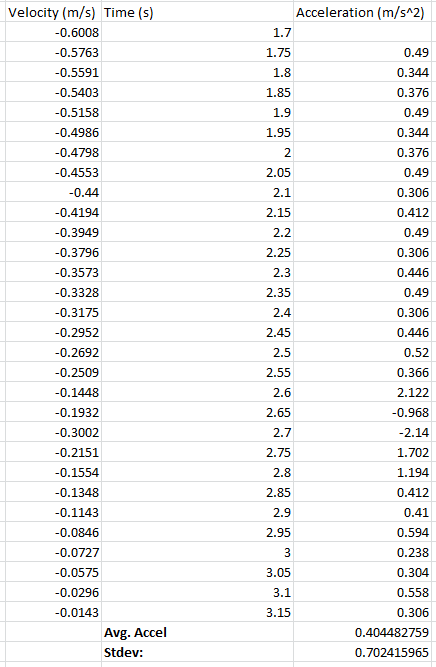 Velocity (m/s) Time (s) Acceleration (m/s^2)
-0.6008 1.7
-0.5763 1.75 0.49
-0.5591 1.8 0.344
-0.5403 1.85 0.376
-0.5158 1.9 0.49
-0.4986 1.95 0.344
-0.4798 2 0.376
-0.4553 2.05 0.49
-0.44 2.1 0.306
-0.4194 2.15 0.412
-0.3949 2.2 0.49
-0.3796 2.25 0.306
-0.3573 2.3 0.446
-0.3328 2.35 0.49
-0.3175 2.4 0.306
-0.2952 2.45 0.446
-0.2692 2.5 0.52
-0.2509 2.55 0.366
-0.1448 2.6 2.122
-0.1932 2.65 -0.968
-0.3002 2.7 -2.14
-0.2151 2.75 1.702
-0.1554 2.8 1.194
-0.1348 2.85 0.412
-0.1143 2.9 0.41
-0.0846 2.95 0.594
-0.0727 3 0.238
-0.0575 3.05 0.304
-0.0296 3.1 0.558
-0.0143 3.15 0.306
Avg. Accel 0.404482759
Stdev: 0.702415965